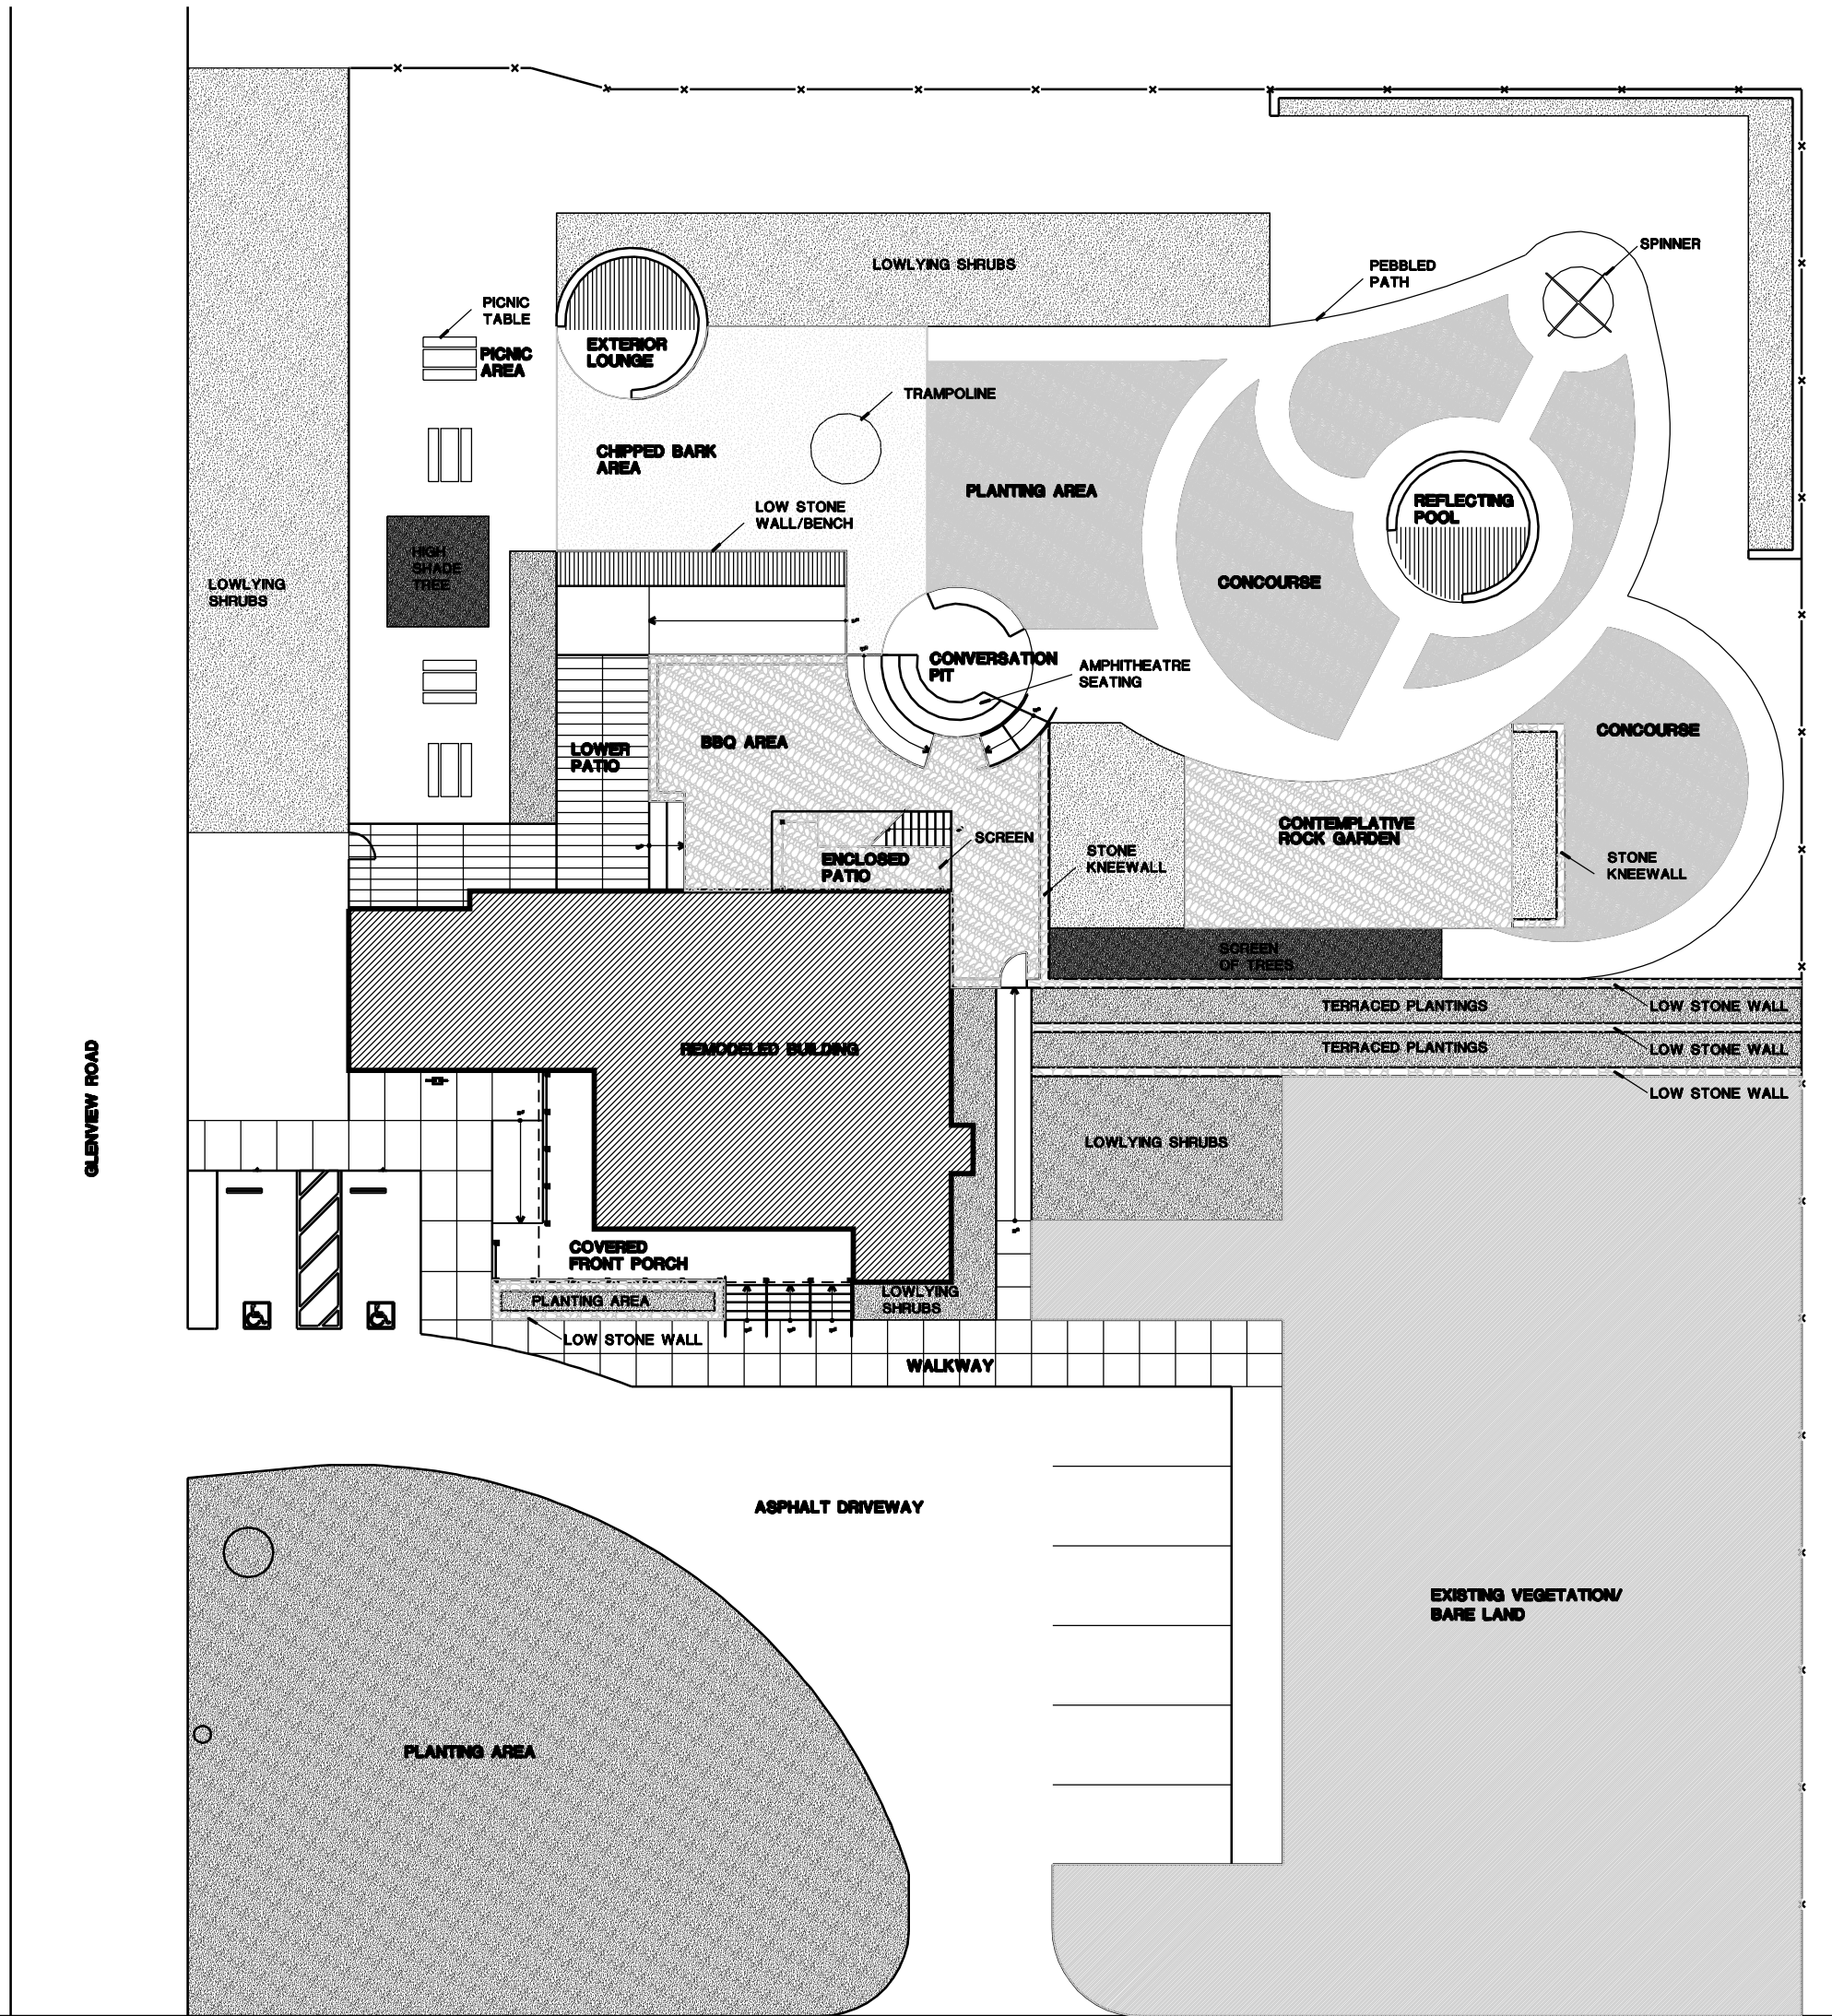 SPINNER
LOWLYING SHRUBS
PEBBLED
PATH
PICNIC
TABLE
EXTERIOR
LOUNGE
PICNIC
AREA
TRAMPOLINE
CHIPPED BARK
AREA
PLANTING AREA
REFLECTING
POOL
LOW STONE
WALL/BENCH
HIGH
SHADE
TREE
LOWLYING
SHRUBS
CONCOURSE
CONVERSATION
PIT
AMPHITHEATRE
SEATING
CONCOURSE
BBQ AREA
LOWER
PATIO
CONTEMPLATIVE
ROCK GARDEN
SCREEN
STONE
KNEEWALL
ENCLOSED
PATIO
STONE
KNEEWALL
SCREEN
OF TREES
TERRACED PLANTINGS
LOW STONE WALL
TERRACED PLANTINGS
LOW STONE WALL
REMODELED BUILDING
LOW STONE WALL
GLENVIEW ROAD
LOWLYING SHRUBS
COVERED
FRONT PORCH
PLANTING AREA
LOWLYING
SHRUBS
LOW STONE WALL
WALKWAY
ASPHALT DRIVEWAY
EXISTING VEGETATION/
BARE LAND
PLANTING AREA